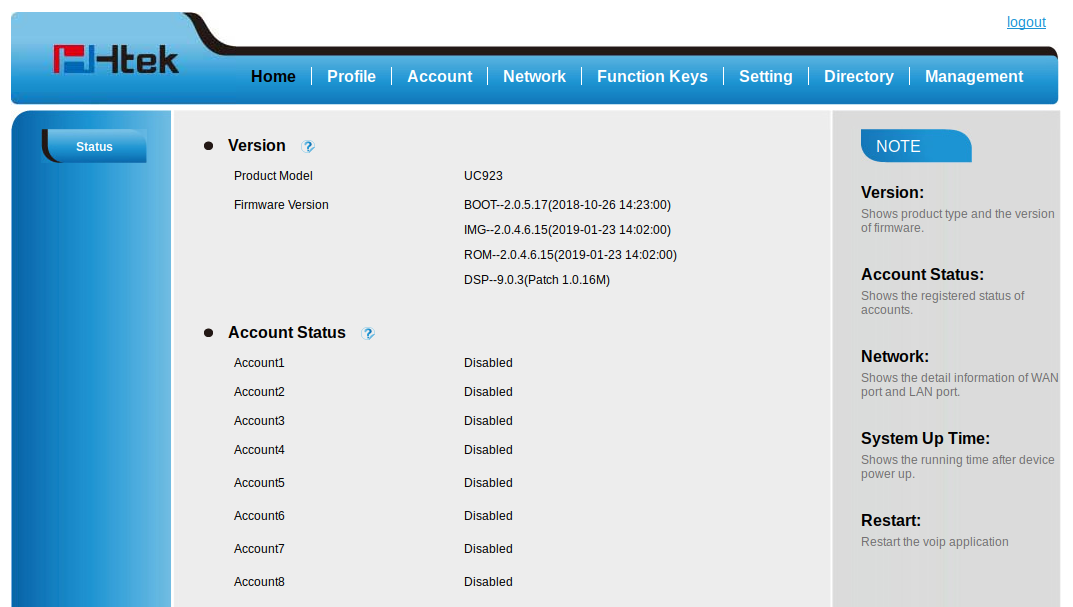 logout
Htek
Home Profile Account Network Function Keys Setting Directory Management
Status
Version
Product Model UC923
Firmware Version BOOT--2.0.5.17(2018-10-26 14:23:00)
IMG--2.0.4.6.15(2019-01-23 14:02:00)
ROM--2.0.4.6.15(2019-01-23 14:02:00)
DSP--9.0.3(Patch 1.0.16M)
Account Status
Account1 Disabled
Account2 Disabled
Account3 Disabled
Account4 Disabled
Account5 Disabled
Account6 Disabled
Account7 Disabled
Account8 Disabled
NOTE
Version:
Shows product type and the version
of firmware.
Account Status:
Shows the registered status of
accounts.
Network:
Shows the detail information of WAN
port and LAN port.
System Up Time:
Shows the running time after device
power up.
Restart:
Restart the voip application